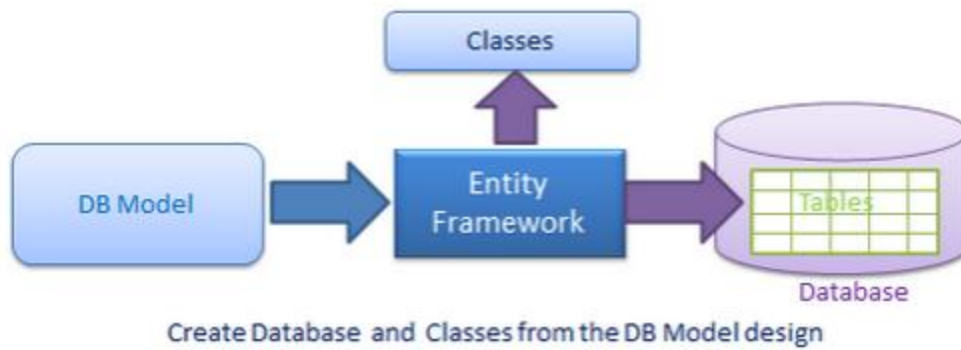 Classes
DB Model
Entity
Framework
Tables
Database
Create Database and Classes from the DB Model design